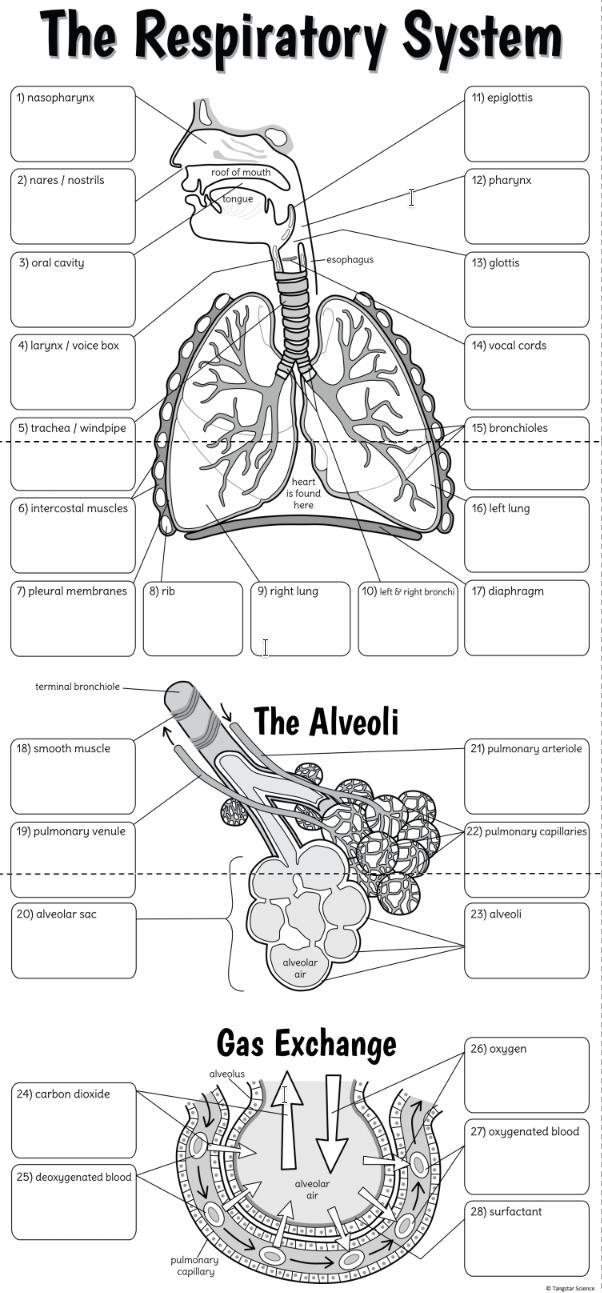 The Respiratory System
1) nasopharynx
11) epiglottis
2) nares / nostrils
roof of mouth
12) pharynx
tongue
3) oral cavity
esophagus
13) glottis
4) larynx / voice box
14) vocal cords
5) trachea / windpipe
15) bronchioles
heart
is found
here
6) intercostal muscles
16) left lung
7) pleural membranes
8) rib
9) right lung
10) left & right bronchi
17) diaphragm
terminal bronchiole
The Alveoli
18) smooth muscle
21) pulmonary arteriole
19) pulmonary venule
22) pulmonary capillaries
20) alveolar sac
23) alveoli
alveolar
air
Gas Exchange
26) oxygen
alveolus
24) carbon dioxide
27) oxygenated blood
25) deoxygenated blood
alveolar
air
28) surfactant
pulmonary
capillary
© Tangstar Science